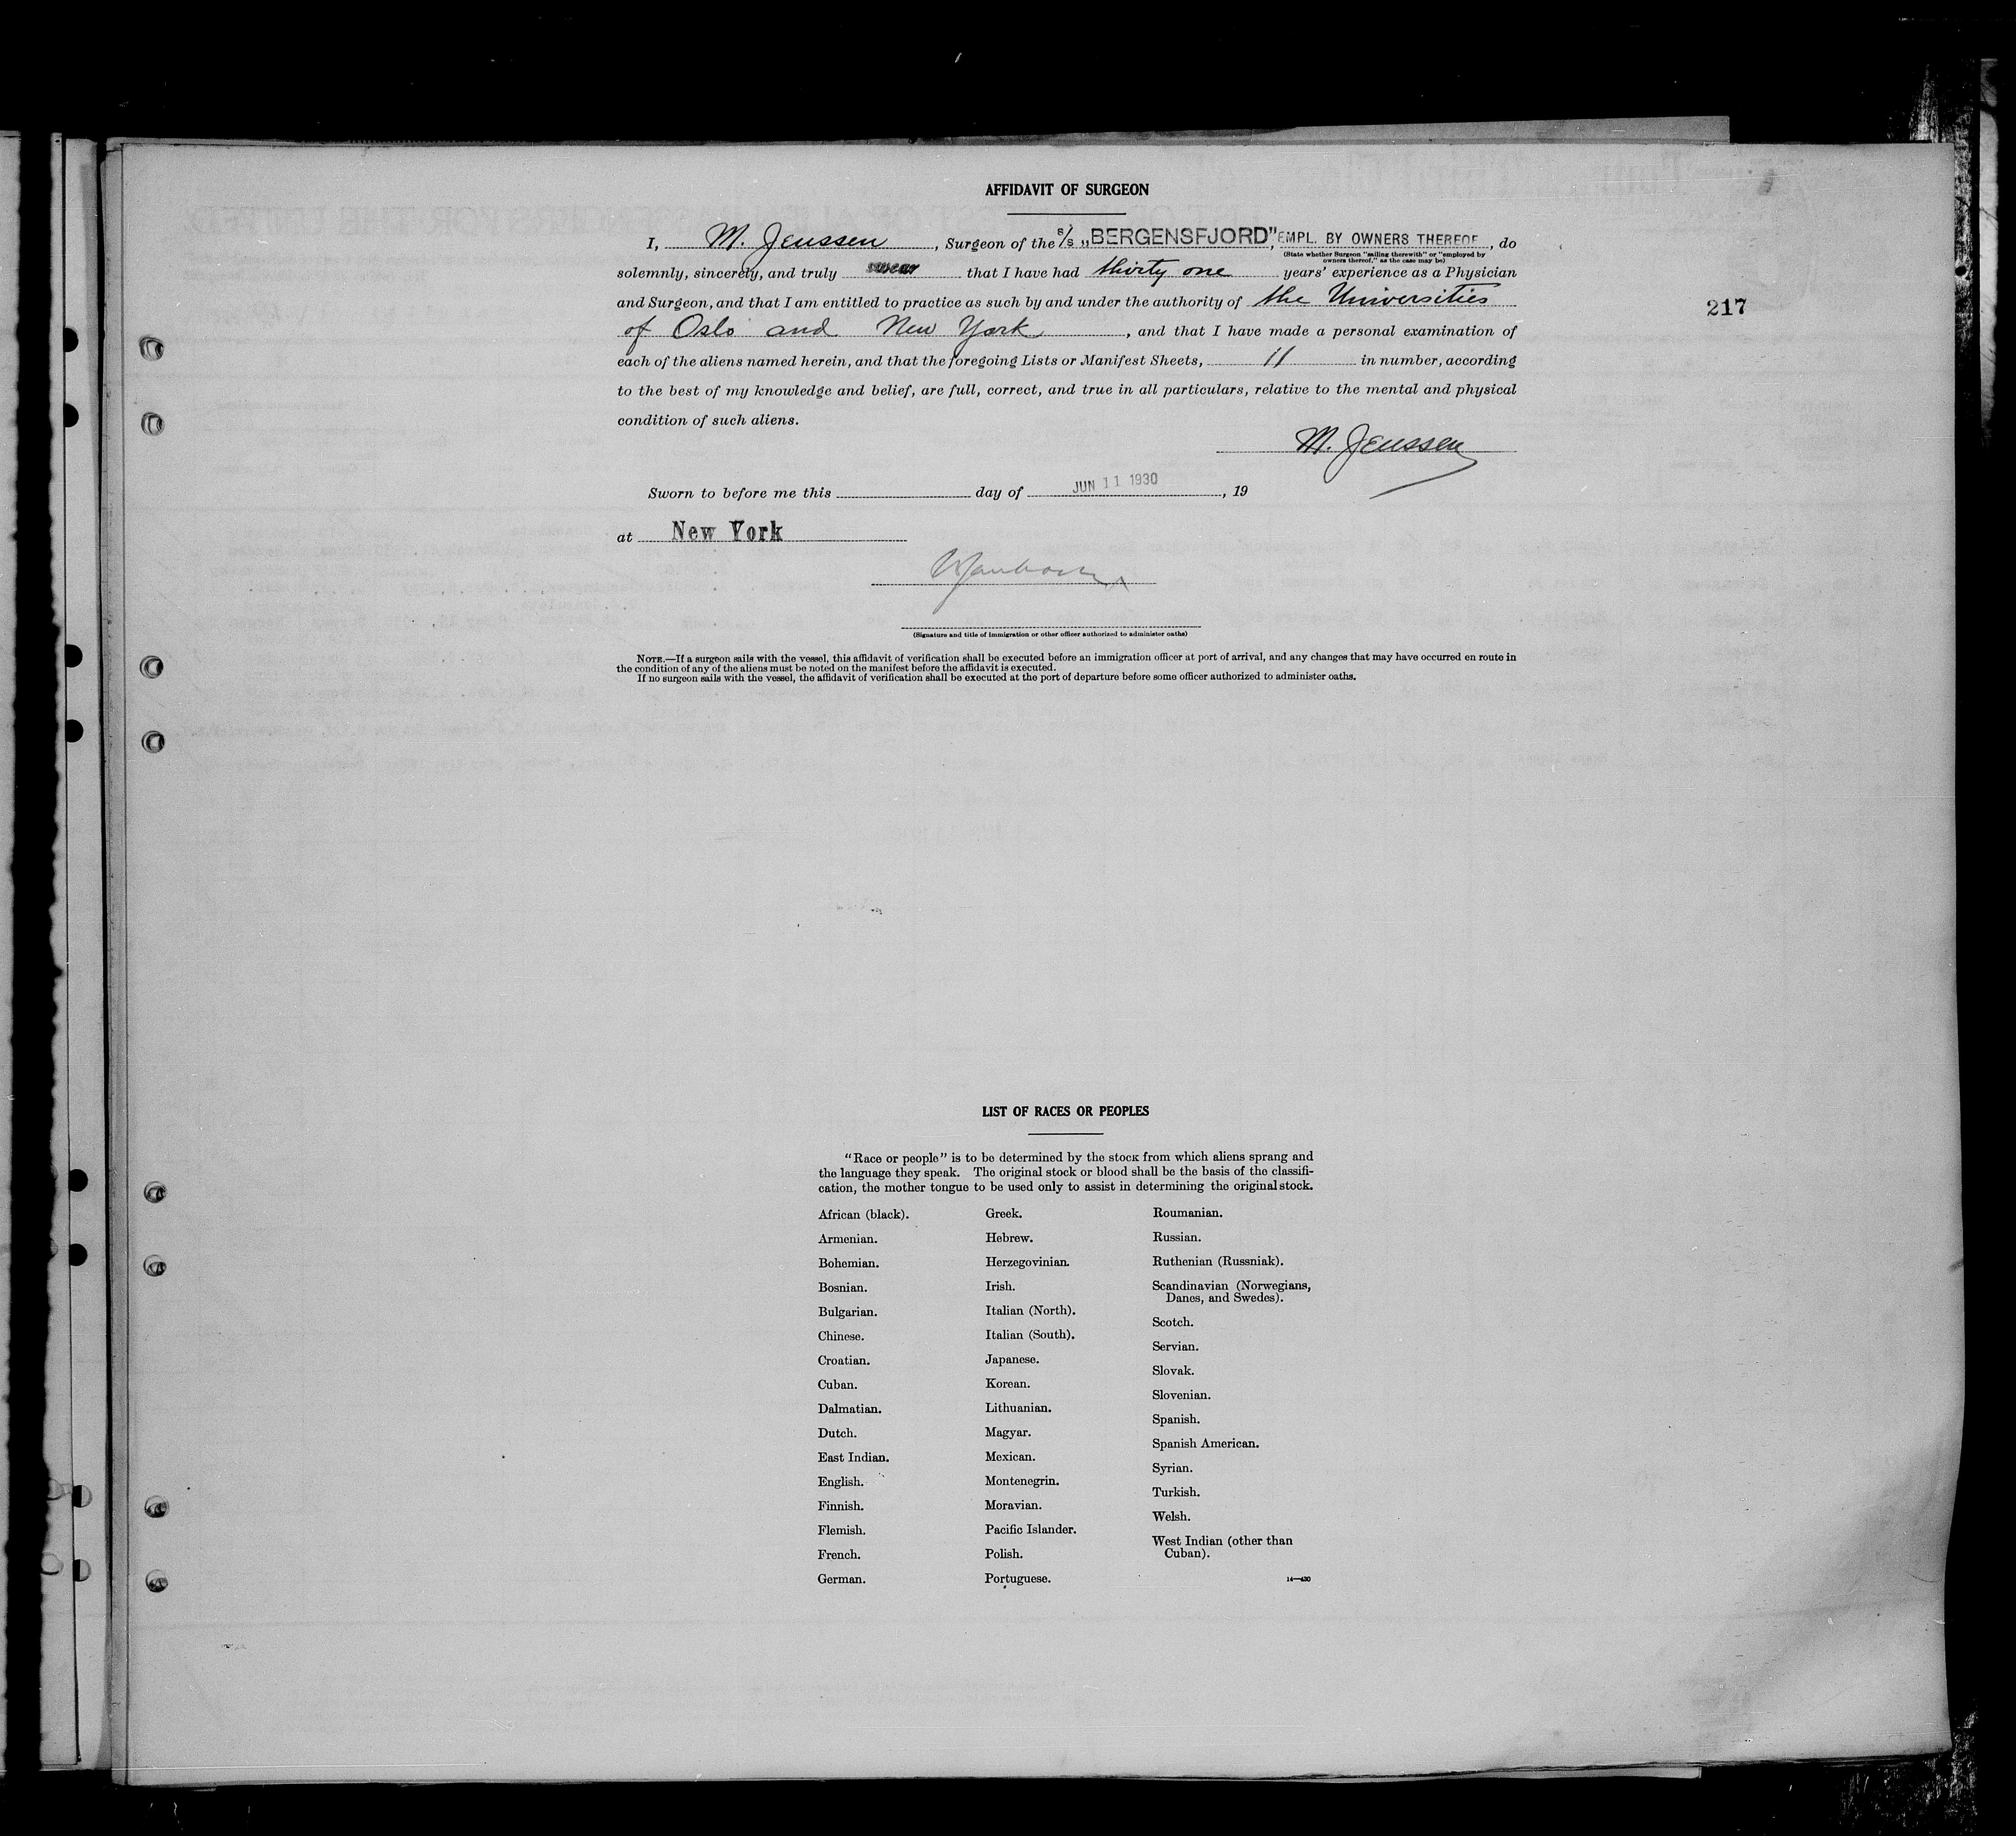 AFFIDAVIT OF SURGEON
I, M. Jenssen, Surgeon of the S/S „BERGENSFJORD", EMPL. BY OWNERS THEREOF, do
(State whether Surgeon "sailing therewith" or "employed by
owners thereof," as the case may be)
solemnly, sincerely, and truly swear that I have had thirty one years' experience as a Physician
and Surgeon, and that I am entitled to practice as such by and under the authority of the Universities
217
of Oslo and New York, and that I have made a personal examination of
each of the aliens named herein, and that the foregoing Lists or Manifest Sheets, 11 in number, according
to the best of my knowledge and belief, are full, correct, and true in all particulars, relative to the mental and physical
condition of such aliens.
M. Jenssen
Sworn to before me this day of JUN 11 1930, 19
at New York
(Signature and title of immigration or other officer authorized to administer oaths)
NOTE.—If a surgeon sails with the vessel, this affidavit of verification shall be executed before an immigration officer at port of arrival, and any changes that may have occurred en route in
the condition of any of the aliens must be noted on the manifest before the affidavit is executed.
If no surgeon sails with the vessel, the affidavit of verification shall be executed at the port of departure before some officer authorized to administer oaths.
LIST OF RACES OR PEOPLES
"Race or people" is to be determined by the stock from which aliens sprang and
the language they speak. The original stock or blood shall be the basis of the classifi-
cation, the mother tongue to be used only to assist in determining the original stock.
African (black).
Armenian.
Bohemian.
Bosnian.
Bulgarian.
Chinese.
Croatian.
Cuban.
Dalmatian.
Dutch.
East Indian.
English.
Finnish.
Flemish.
French.
German.
Greek.
Hebrew.
Herzegovinian.
Irish.
Italian (North).
Italian (South).
Japanese.
Korean.
Lithuanian.
Magyar.
Mexican.
Montenegrin.
Moravian.
Pacific Islander.
Polish.
Portuguese.
Roumanian.
Russian.
Ruthenian (Russniak).
Scandinavian (Norwegians,
Danes, and Swedes).
Scotch.
Servian.
Slovak.
Slovenian.
Spanish.
Spanish American.
Syrian.
Turkish.
Welsh.
West Indian (other than
Cuban).
14—430